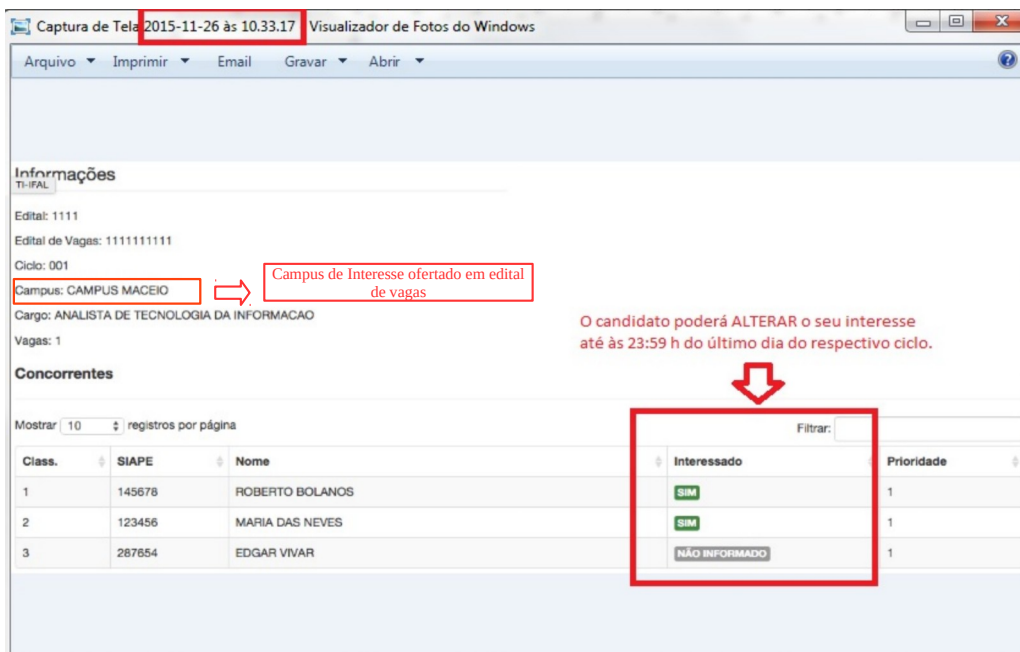 Captura de Tela 2015-11-26 às 10.33.17 Visualizador de Fotos do Windows
Arquivo Imprimir Email Gravar Abrir
Informações
TI-IFAL
Edital: 1111
Edital de Vagas: 1111111111
Ciclo: 001
Campus: CAMPUS MACEIO
Campus de Interesse ofertado em edital
de vagas
Cargo: ANALISTA DE TECNOLOGIA DA INFORMACAO
Vagas: 1
O candidato poderá ALTERAR o seu interesse
até às 23:59 h do último dia do respectivo ciclo.
Concorrentes
Mostrar 10 registros por página
Filtrar:
Class. SIAPE Nome Interessado Prioridade
1 145678 ROBERTO BOLANOS SIM 1
2 123456 MARIA DAS NEVES SIM 1
3 287654 EDGAR VIVAR NÃO INFORMADO 1